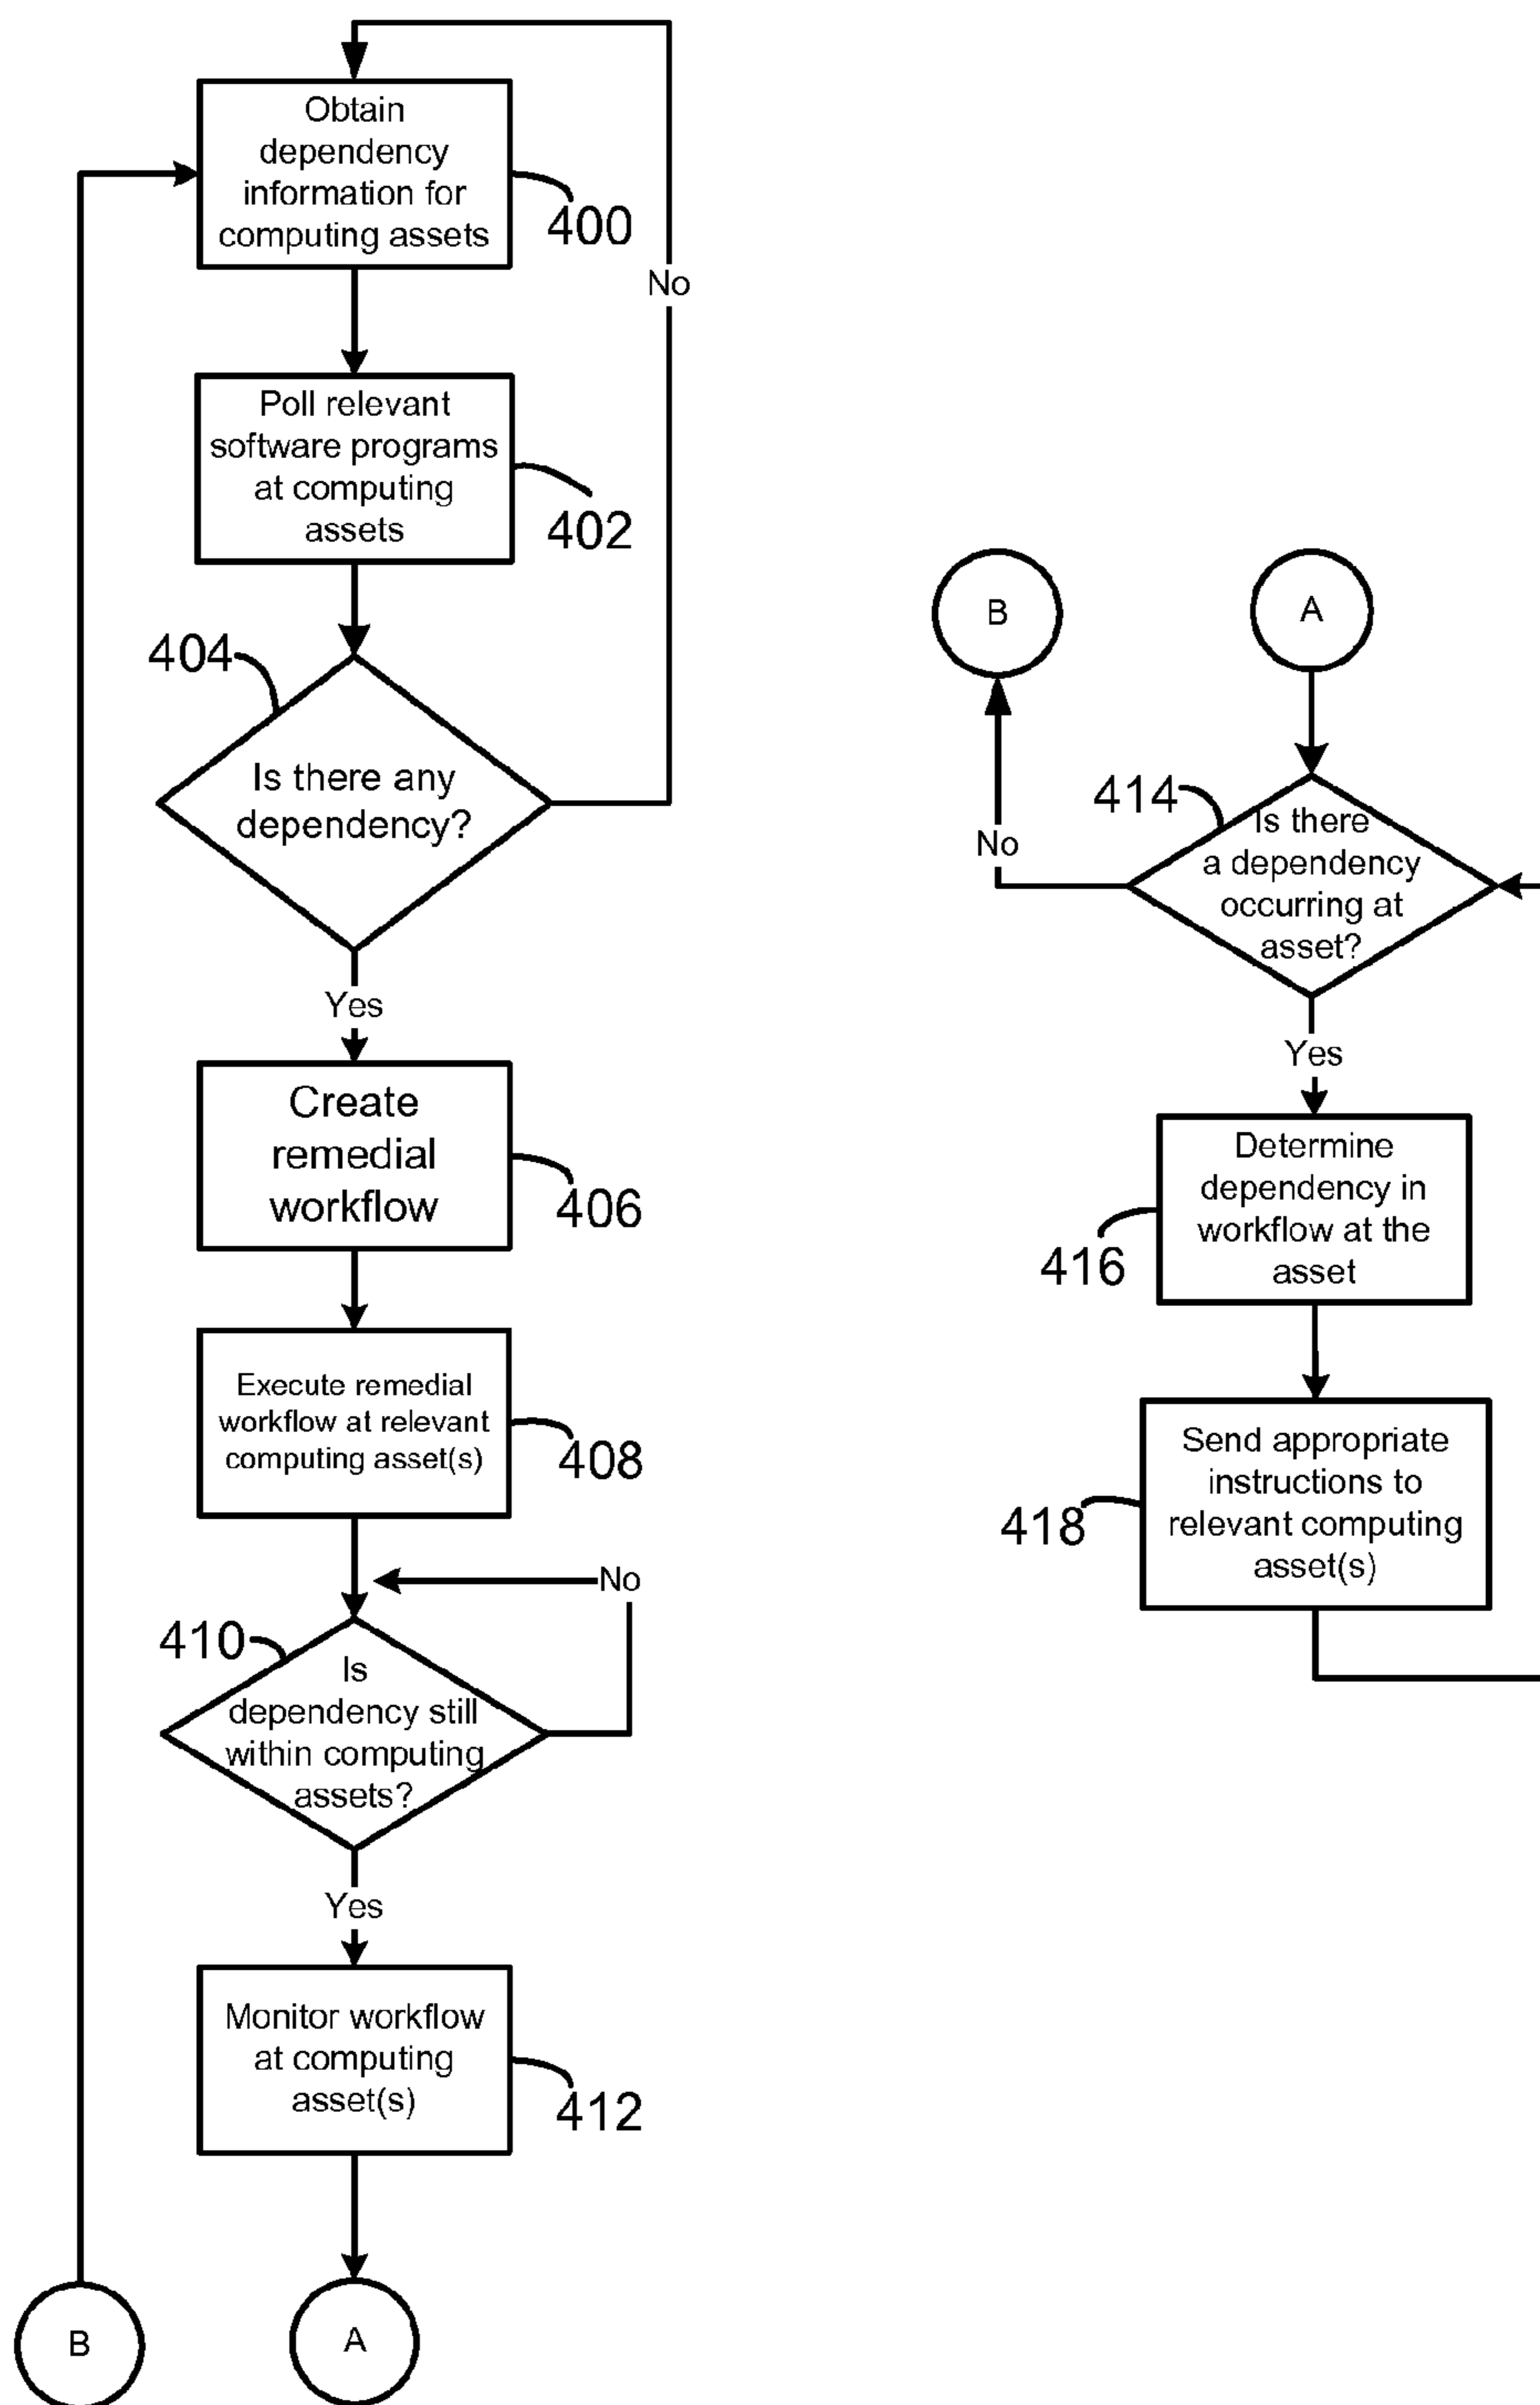 Obtain
dependency
information for
computing assets
400
No
Poll relevant
software programs
at computing
assets
402
404
Is there any
dependency?
Yes
Create
remedial
workflow
406
Execute remedial
workflow at relevant
computing asset(s)
408
No
410
Is
dependency still
within computing
assets?
Yes
Monitor workflow
at computing
asset(s)
412
B
A
B
A
414
Is there
a dependency
occurring at
asset?
No
Yes
Determine
dependency in
workflow at the
asset
416
Send appropriate
instructions to
relevant computing
asset(s)
418